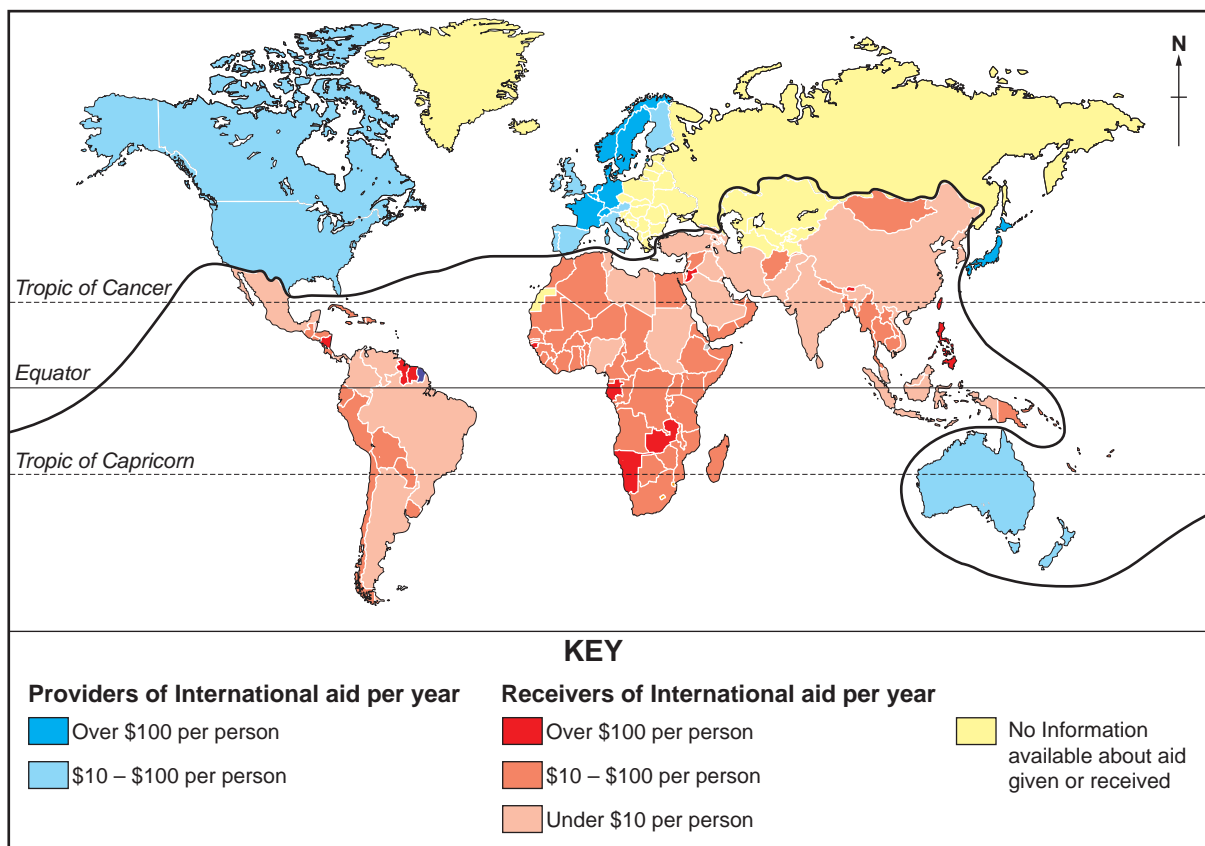 N
Tropic of Cancer
Equator
Tropic of Capricorn
KEY
Providers of International aid per year
Over $100 per person
$10 – $100 per person
Receivers of International aid per year
Over $100 per person
$10 – $100 per person
Under $10 per person
No Information
available about aid
given or received